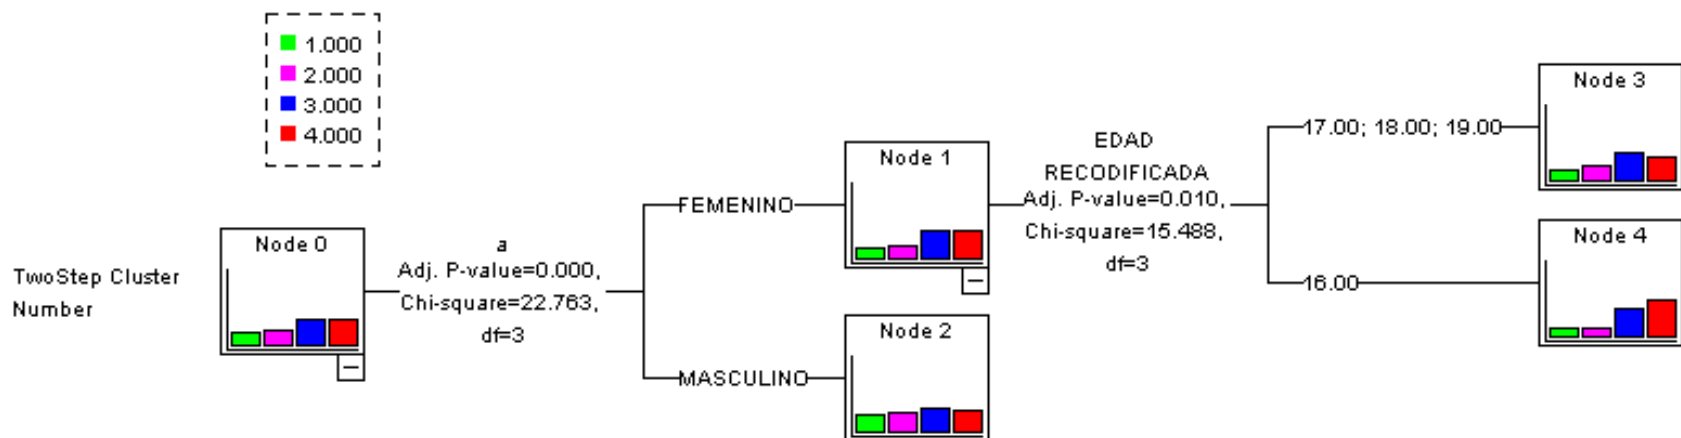 1.000
2.000
3.000
4.000
TwoStep Cluster
Number
Node 0
a
Adj. P-value=0.000,
Chi-square=22.763,
df=3
FEMENINO
MASCULINO
Node 1
Node 2
EDAD
RECODIFICADA
Adj. P-value=0.010,
Chi-square=15.488,
df=3
17.00; 18.00; 19.00
16.00
Node 3
Node 4